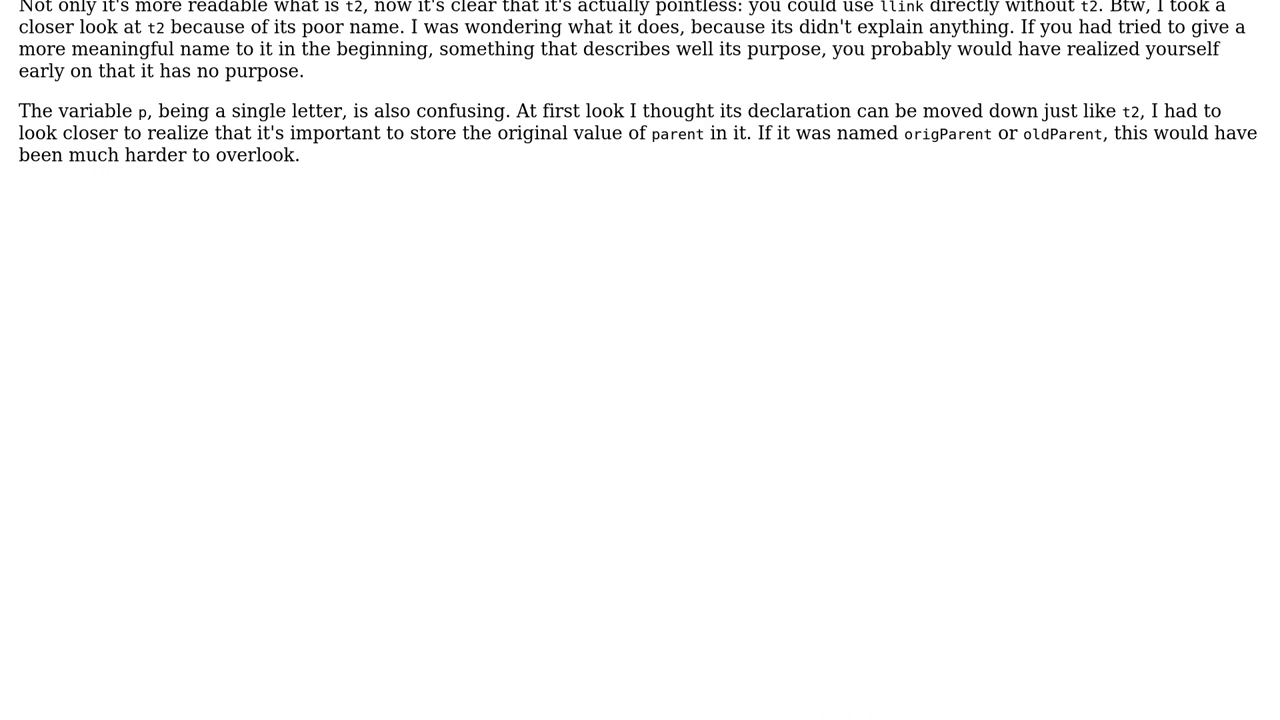 Not only it's more readable what is t2, now it's clear that it's actually pointless: you could use llink directly without t2. Btw, I took a
closer look at t2 because of its poor name. I was wondering what it does, because its didn't explain anything. If you had tried to give a
more meaningful name to it in the beginning, something that describes well its purpose, you probably would have realized yourself
early on that it has no purpose.
The variable p, being a single letter, is also confusing. At first look I thought its declaration can be moved down just like t2, I had to
look closer to realize that it's important to store the original value of parent in it. If it was named origParent or oldParent, this would have
been much harder to overlook.